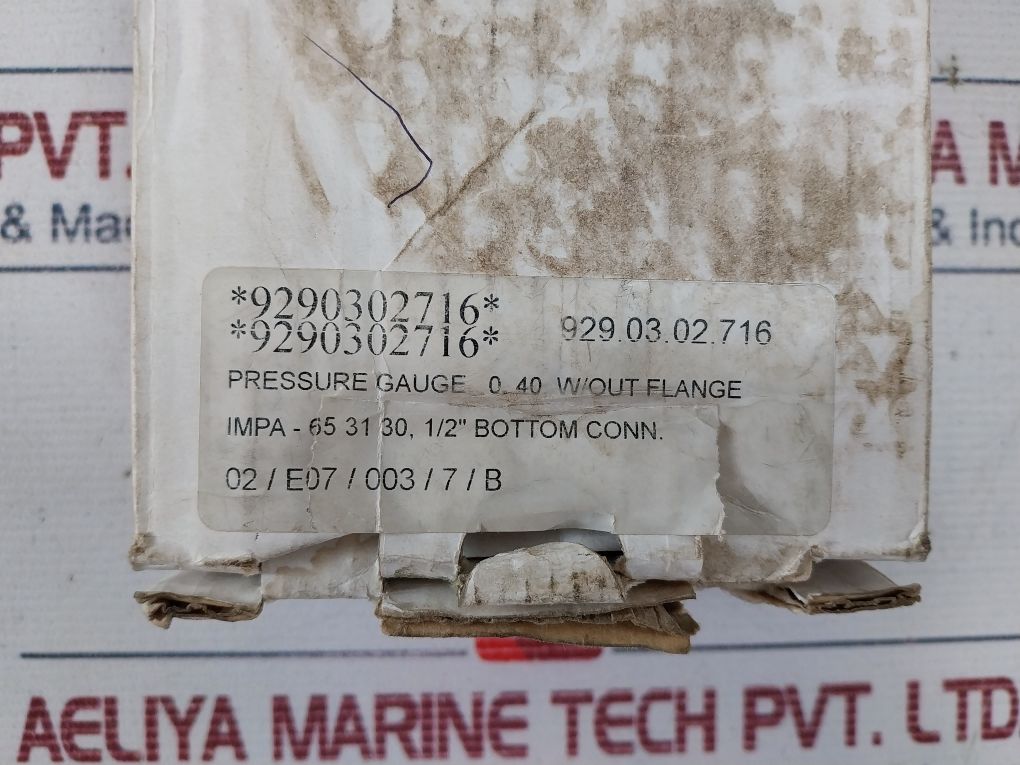 PVT.
A M
& Ma
& Ind
*9290302716*
*9290302716* 929.03.02.716
PRESSURE GAUGE 0. 40 W/OUT FLANGE
IMPA - 65 31 30, 1/2" BOTTOM CONN.
02 / E07 / 003 / 7 / B
AELIYA MARINE TECH PVT. LTD.